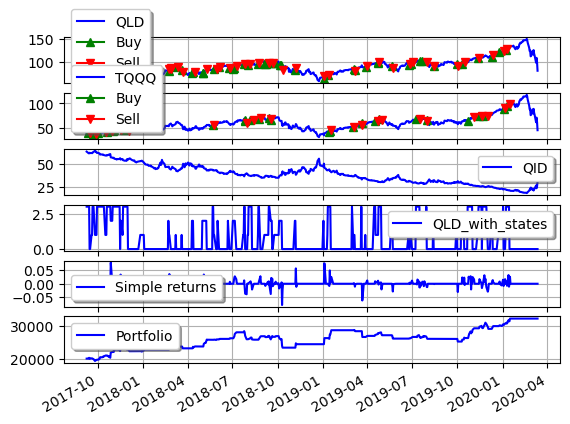 QLD
Buy
Sell
150
100
TQQQ
Buy
Sell
100
50
QID
50
25
QLD_with_states
2.5
0.0
Simple returns
0.05
0.00
−0.05
Portfolio
30000
20000
2017-10
2018-01
2018-04
2018-07
2018-10
2019-01
2019-04
2019-07
2019-10
2020-01
2020-04